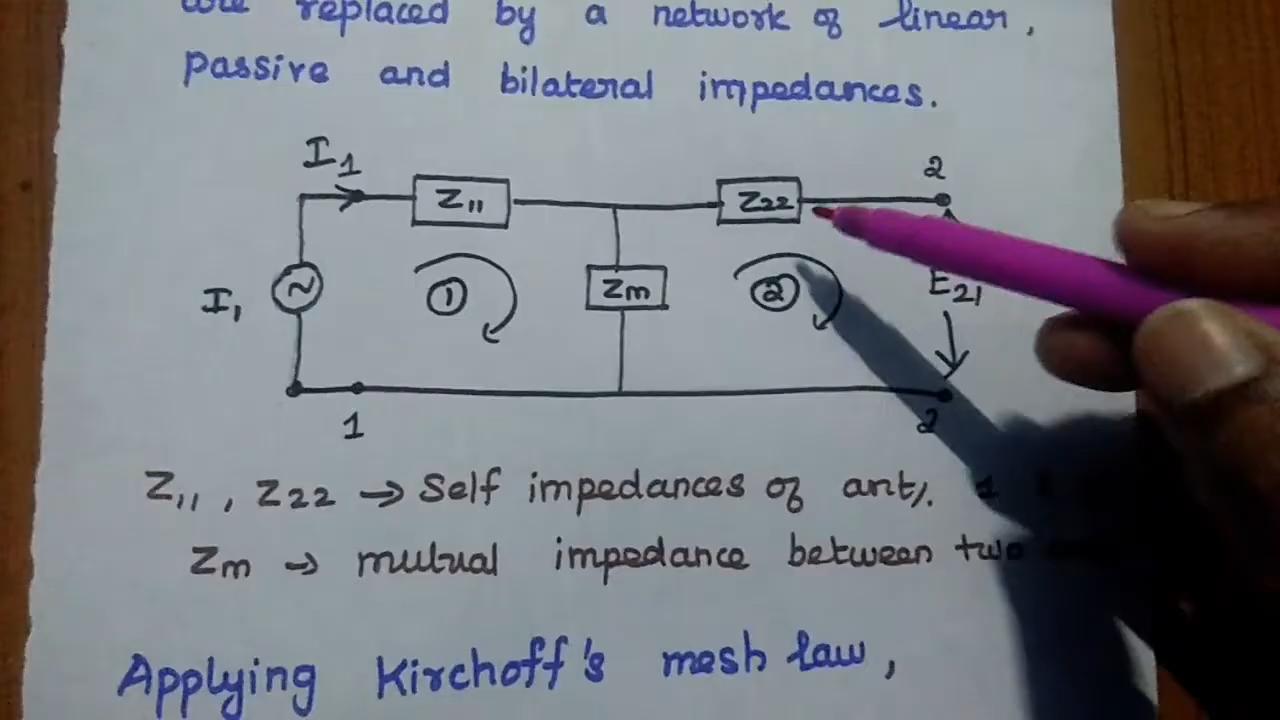 replaced by a network of linear,
passive and bilateral impedances.
I1
Z11
Z22
2
I1
1
Zm
2
E21
1
2
Z11, Z22 → Self impedances of ant/. 1
Zm → mutual impedance between two
Applying Kirchoff's mesh law,